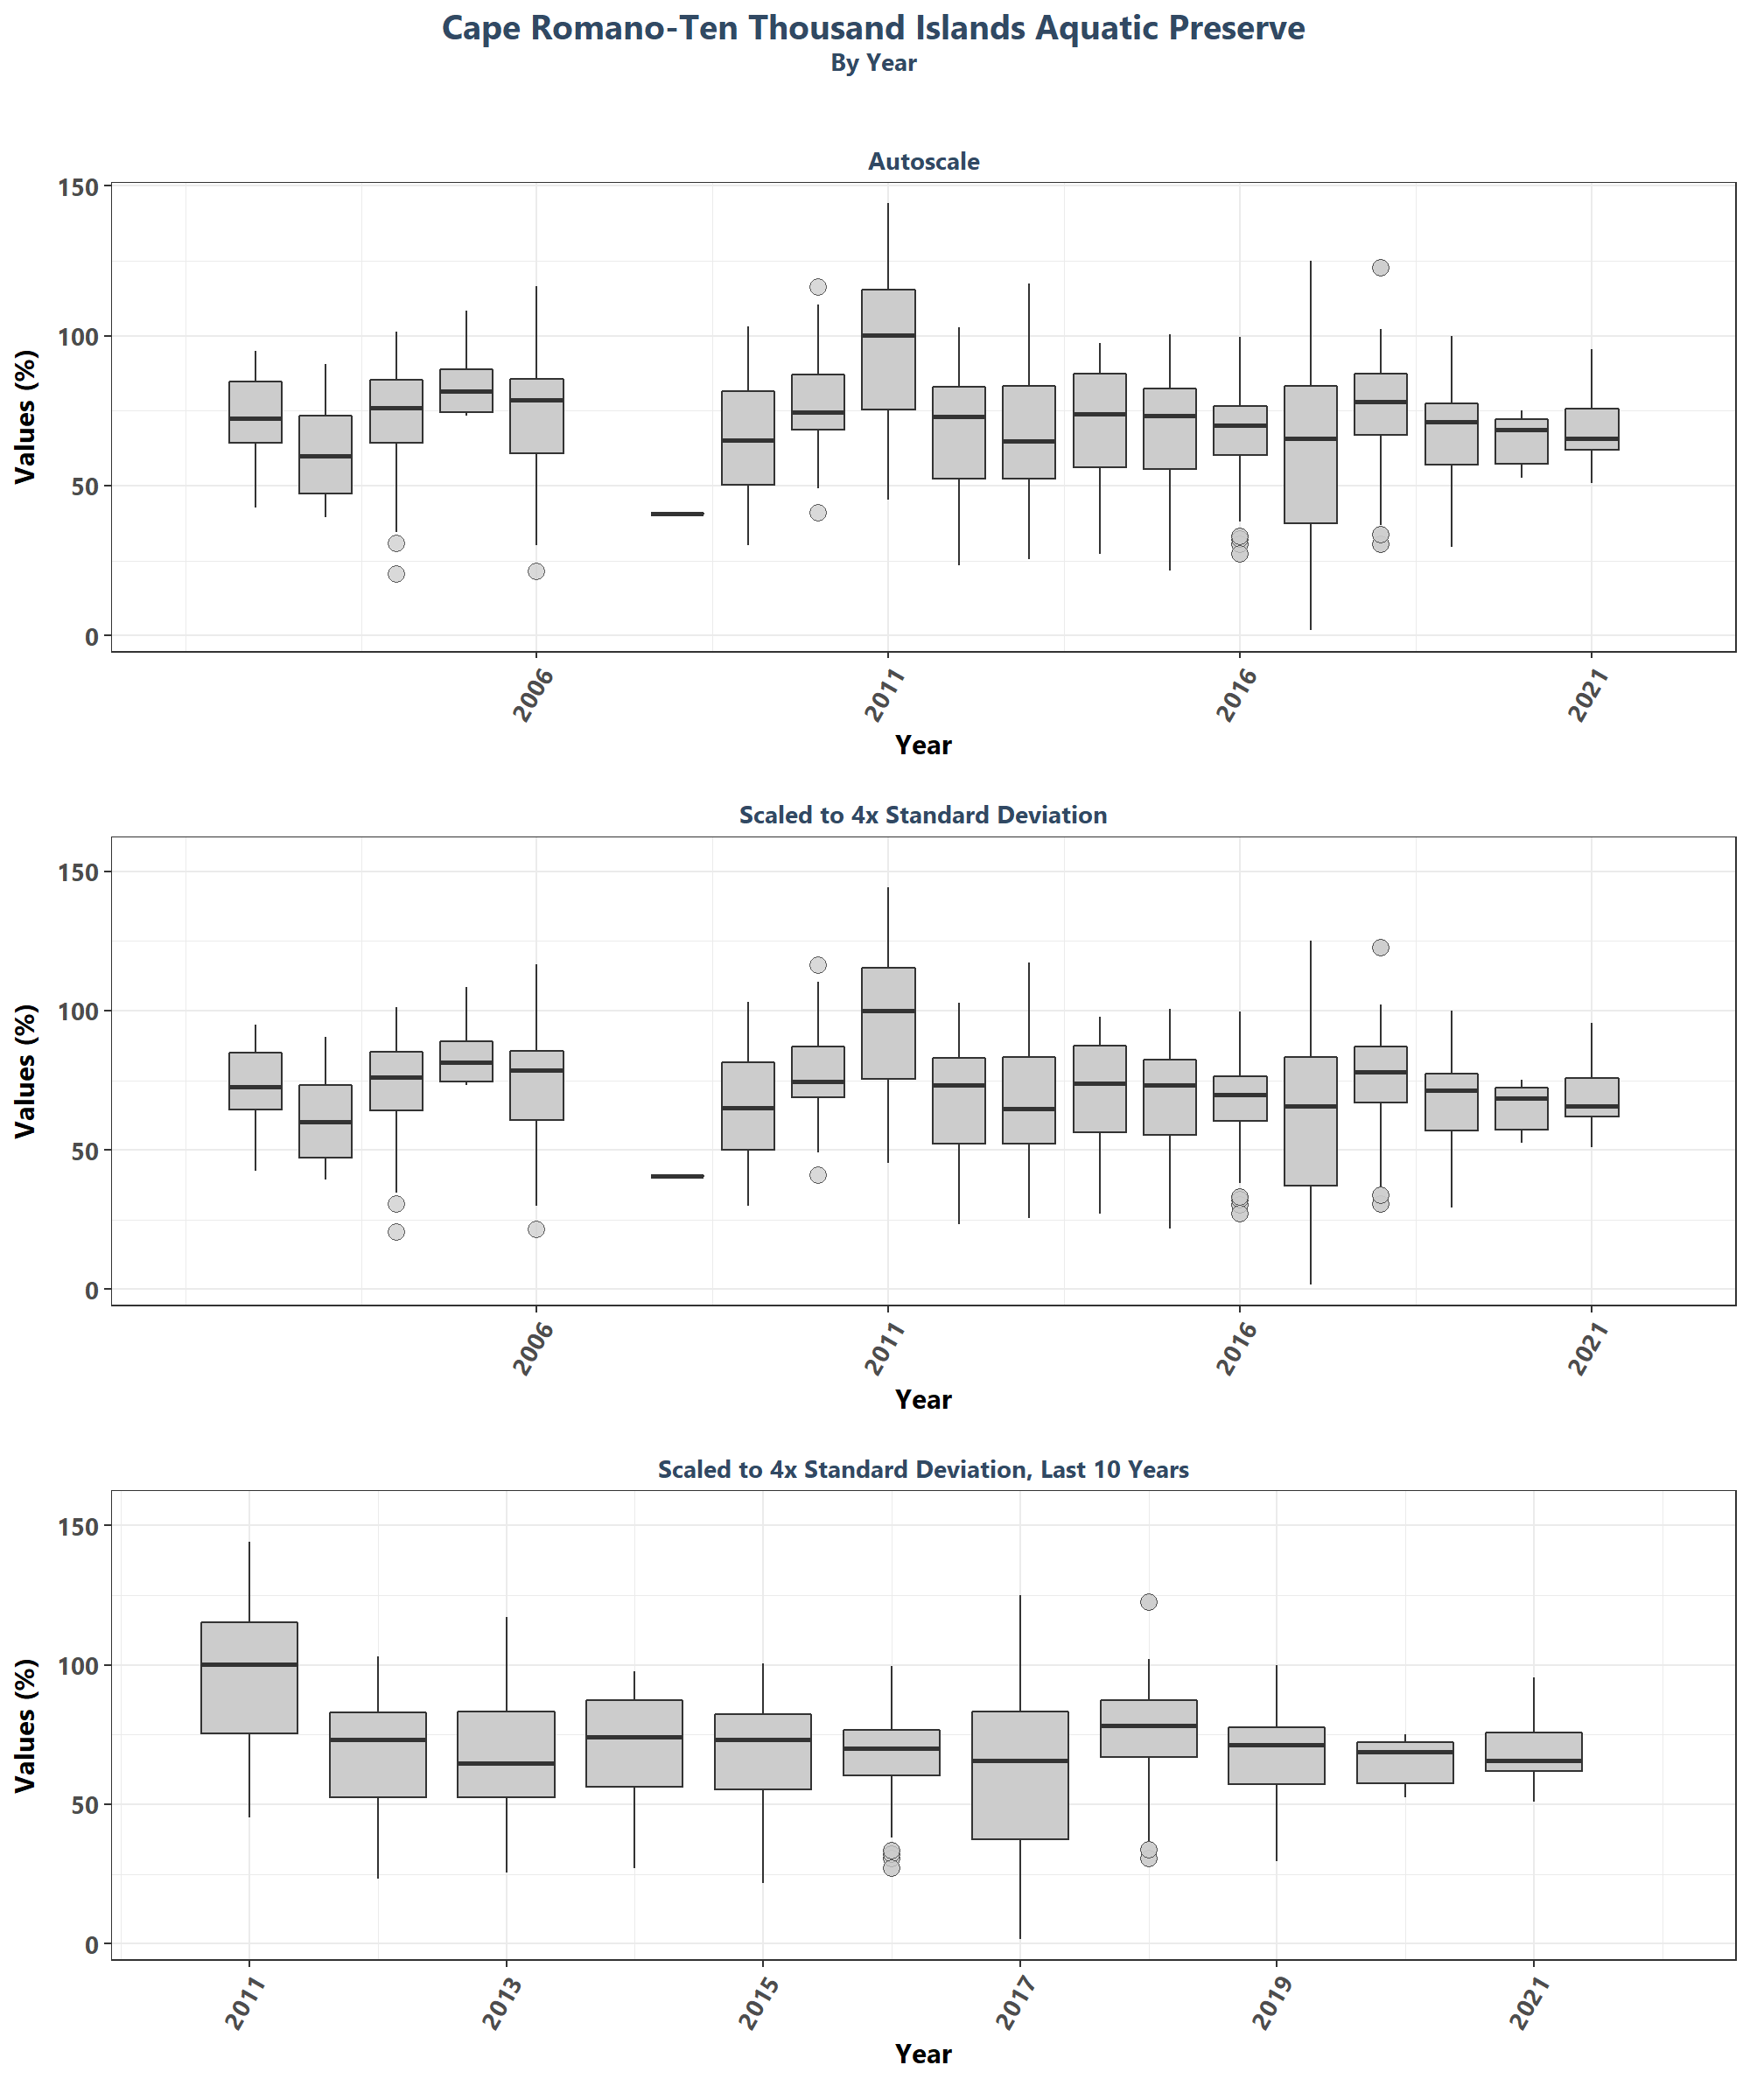 Cape Romano-Ten Thousand Islands Aquatic Preserve
By Year
Autoscale
150
100
50
0
Values (%)
2006 2011 2016 2021
Year
Scaled to 4x Standard Deviation
150
100
50
0
Values (%)
2006 2011 2016 2021
Year
Scaled to 4x Standard Deviation, Last 10 Years
150
100
50
0
Values (%)
2011 2013 2015 2017 2019 2021
Year